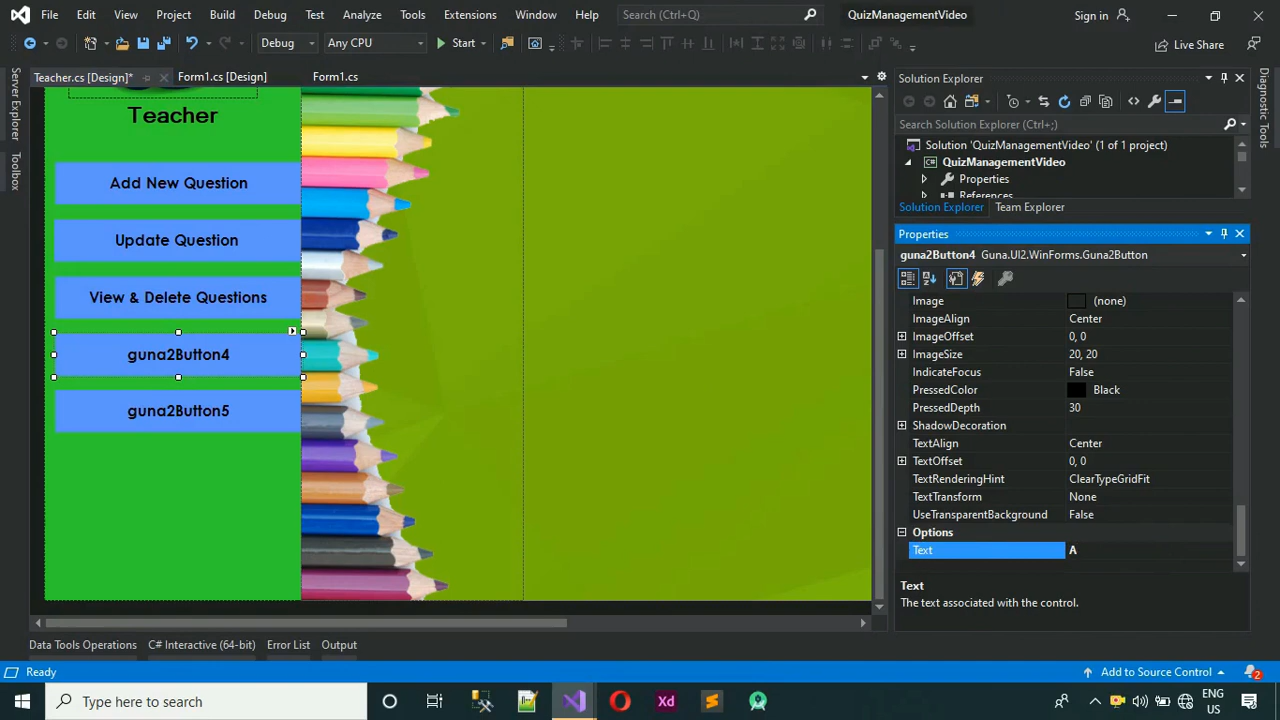 File Edit View Project Build Debug Test Analyze Tools Extensions Window Help Search (Ctrl+Q) QuizManagementVideo Sign in
Debug Any CPU Start Live Share
Server Explorer
Toolbox
Teacher.cs [Design]* Form1.cs [Design] Form1.cs
Teacher
Add New Question
Update Question
View & Delete Questions
guna2Button4
guna2Button5
Solution Explorer
Search Solution Explorer (Ctrl+;)
Solution 'QuizManagementVideo' (1 of 1 project)
QuizManagementVideo
Properties
References
Solution Explorer Team Explorer
Properties
guna2Button4 Guna.UI2.WinForms.Guna2Button
Image (none)
ImageAlign Center
ImageOffset 0, 0
ImageSize 20, 20
IndicateFocus False
PressedColor Black
PressedDepth 30
ShadowDecoration
TextAlign Center
TextOffset 0, 0
TextRenderingHint ClearTypeGridFit
TextTransform None
UseTransparentBackground False
Options
Text A
Text
The text associated with the control.
Diagnostic Tools
Data Tools Operations C# Interactive (64-bit) Error List Output
Ready Add to Source Control 2
Type here to search Xd ENG
US